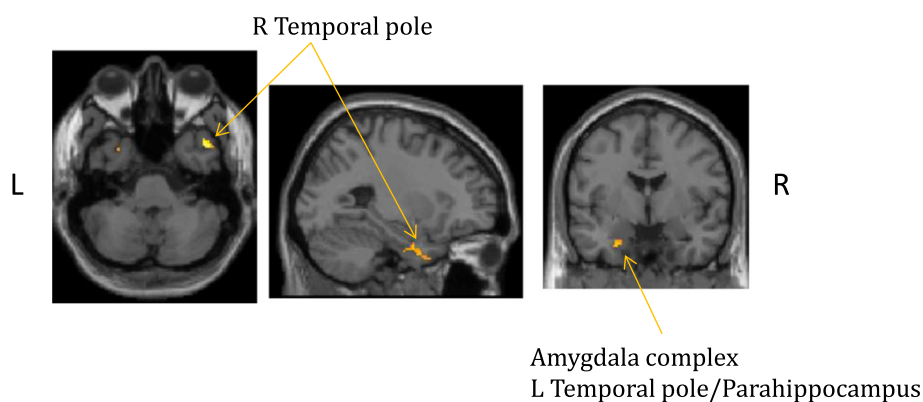 R Temporal pole
L
R
Amygdala complex
L Temporal pole/Parahippocampus